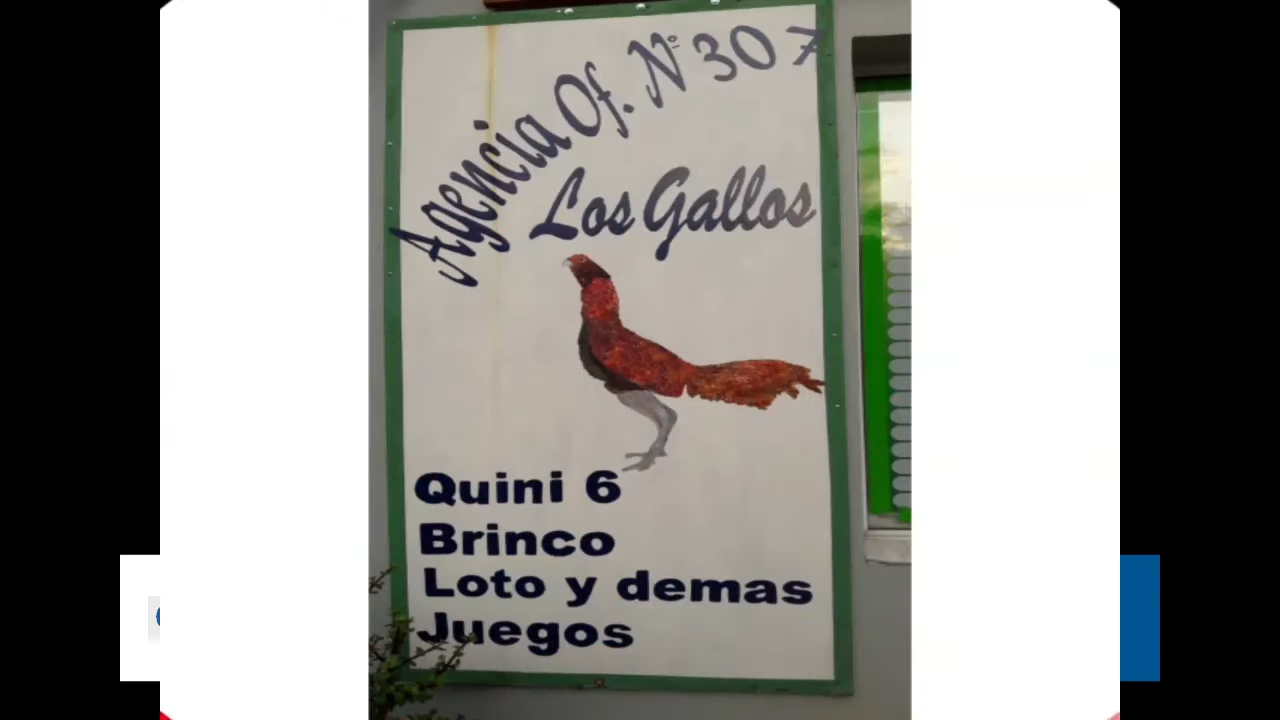 Agencia Of. Nº 307
Los Gallos
Quini 6
Brinco
Loto y demas
Juegos